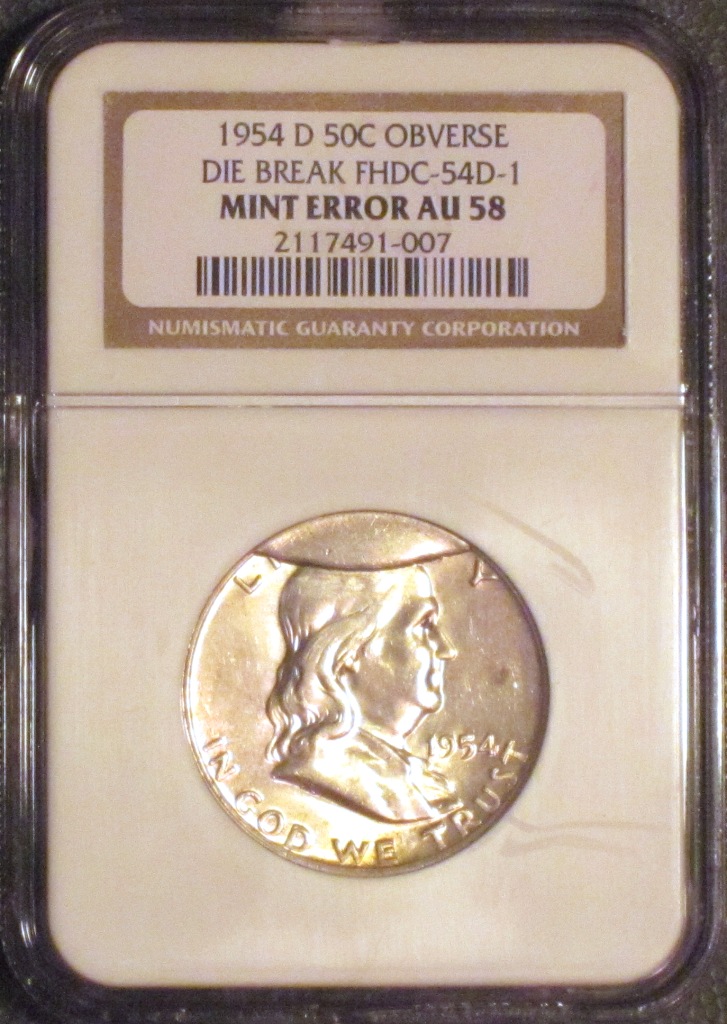 1954 D 50C OBVERSE
DIE BREAK FHDC-54D-1
MINT ERROR AU 58
2117491-007
NUMISMATIC GUARANTY CORPORATION
LI Y
1954
IN GOD WE TRUST